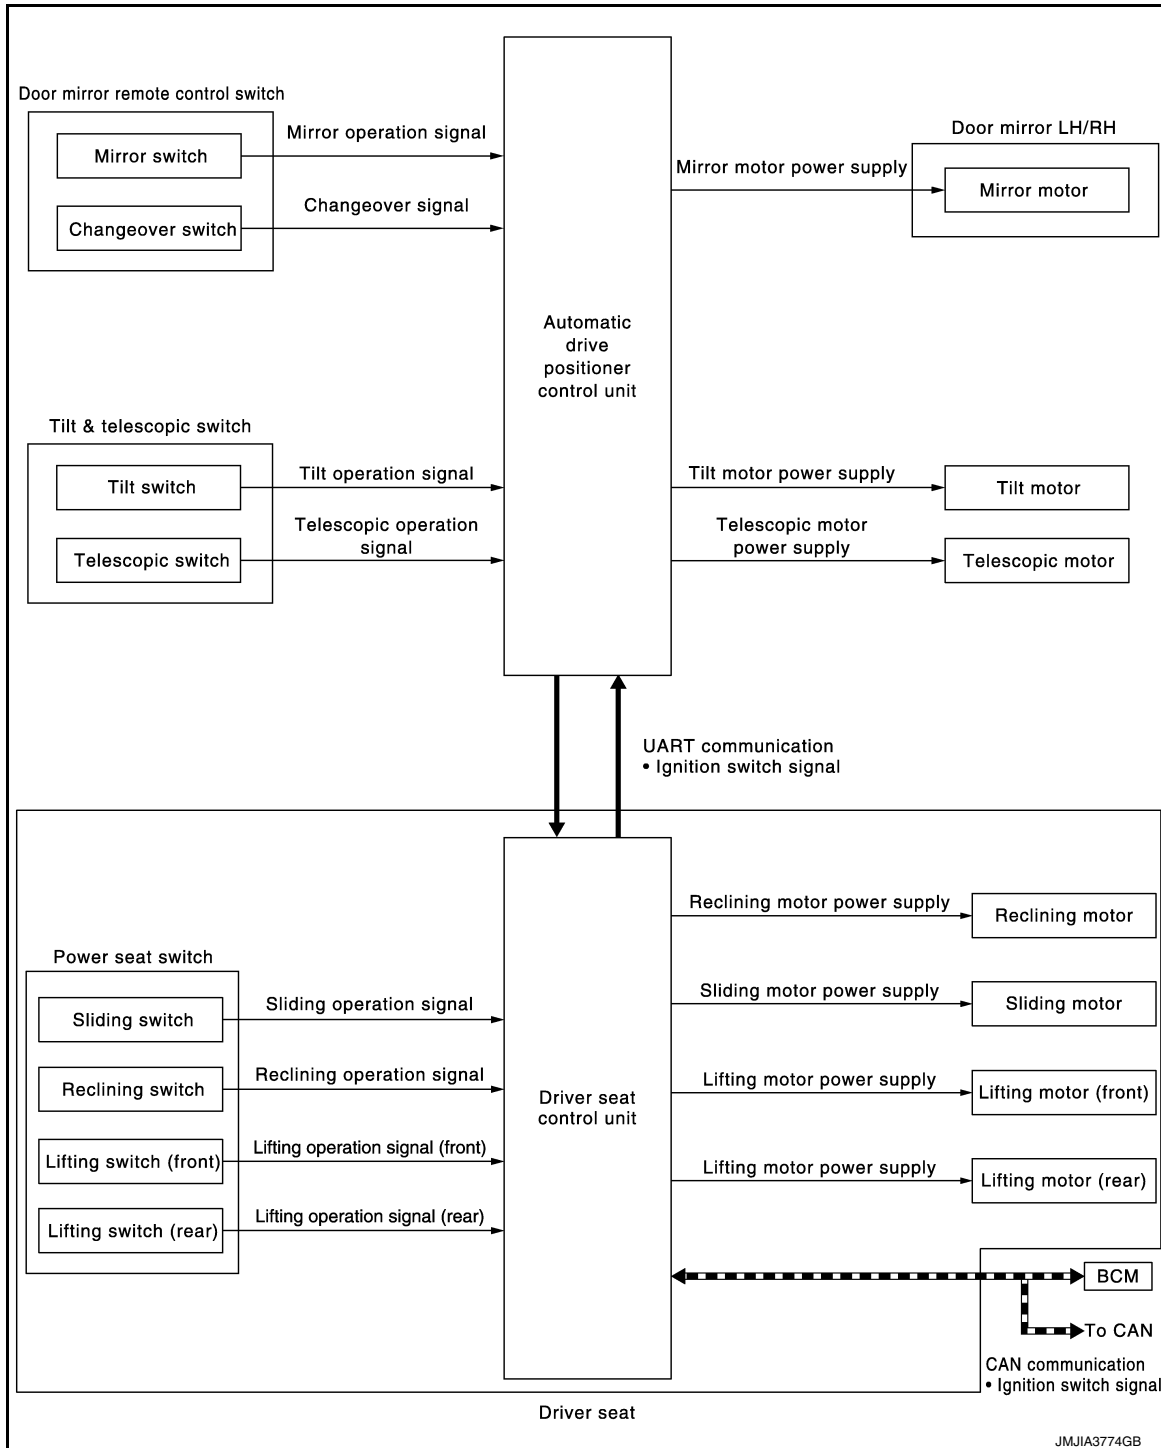 Door mirror remote control switch
Mirror switch
Mirror operation signal
Changeover switch
Changeover signal
Mirror motor power supply
Door mirror LH/RH
Mirror motor
Automatic
drive
positioner
control unit
Tilt & telescopic switch
Tilt switch
Tilt operation signal
Telescopic switch
Telescopic operation
signal
Tilt motor power supply
Tilt motor
Telescopic motor
power supply
Telescopic motor
UART communication
• Ignition switch signal
Power seat switch
Sliding switch
Sliding operation signal
Reclining switch
Reclining operation signal
Lifting switch (front)
Lifting operation signal (front)
Lifting switch (rear)
Lifting operation signal (rear)
Driver seat
control unit
Reclining motor power supply
Reclining motor
Sliding motor power supply
Sliding motor
Lifting motor power supply
Lifting motor (front)
Lifting motor power supply
Lifting motor (rear)
BCM
To CAN
CAN communication
• Ignition switch signal
Driver seat
JMJIA3774GB